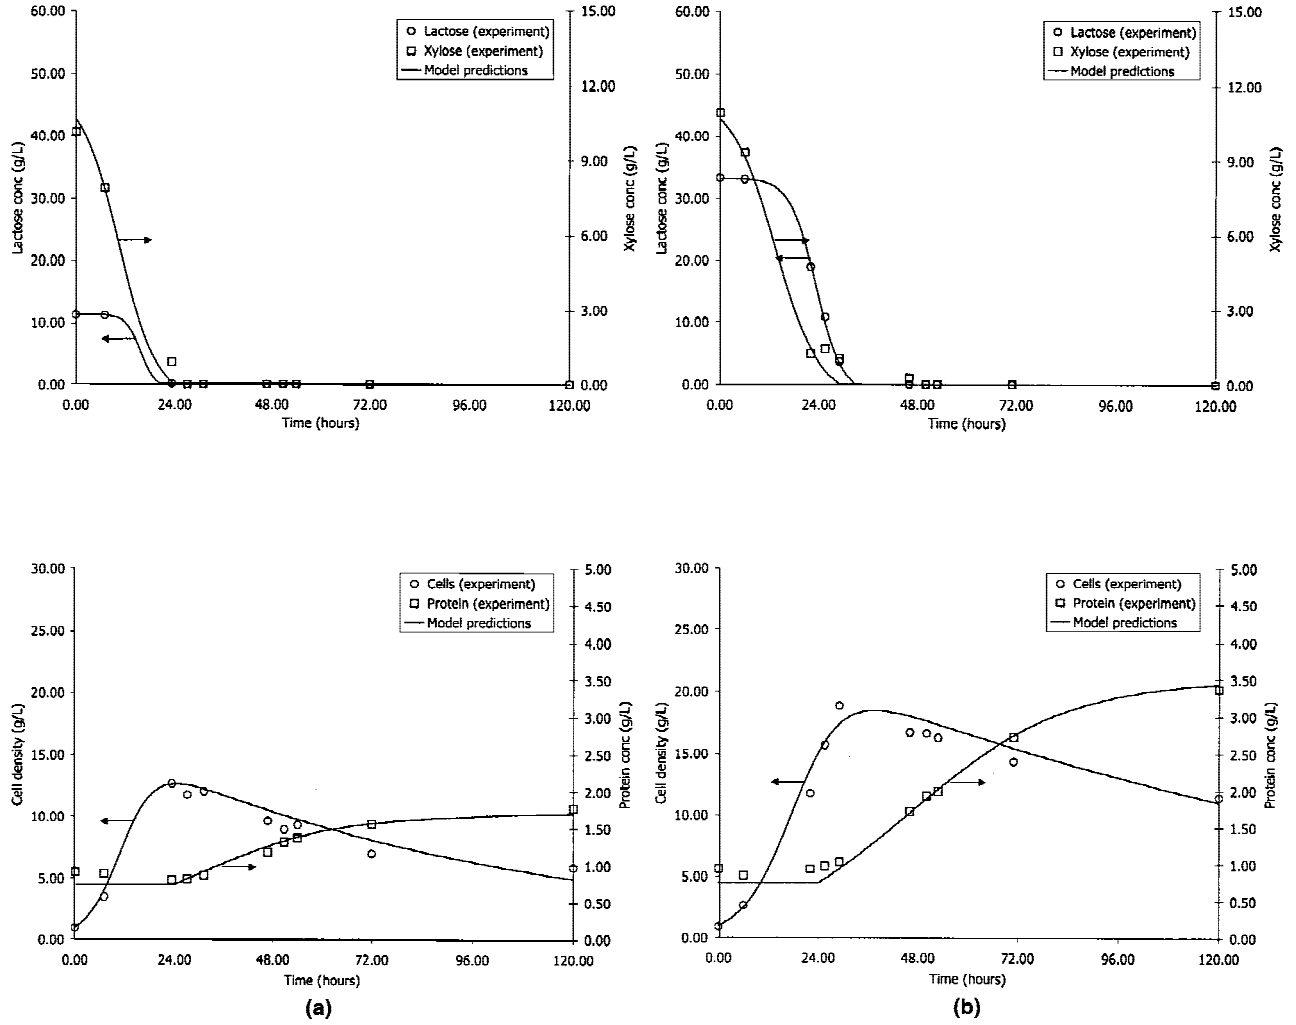 60.00
50.00
40.00
30.00
20.00
10.00
0.00
Lactose conc (g/L)
15.00
12.00
9.00
6.00
3.00
0.00
Xylose conc (g/L)
Lactose (experiment)
Xylose (experiment)
Model predictions
0.00 24.00 48.00 72.00 96.00 120.00
Time (hours)
60.00
50.00
40.00
30.00
20.00
10.00
0.00
Lactose conc (g/L)
15.00
12.00
9.00
6.00
3.00
0.00
Xylose conc (g/L)
Lactose (experiment)
Xylose (experiment)
Model predictions
0.00 24.00 48.00 72.00 96.00 120.00
Time (hours)
30.00
25.00
20.00
15.00
10.00
5.00
0.00
Cell density (g/L)
5.00
4.50
4.00
3.50
3.00
2.50
2.00
1.50
1.00
0.50
0.00
Protein conc (g/L)
Cells (experiment)
Protein (experiment)
Model predictions
0.00 24.00 48.00 72.00 96.00 120.00
Time (hours)
(a)
30.00
25.00
20.00
15.00
10.00
5.00
0.00
Cell density (g/L)
5.00
4.50
4.00
3.50
3.00
2.50
2.00
1.50
1.00
0.50
0.00
Protein conc (g/L)
Cells (experiment)
Protein (experiment)
Model predictions
0.00 24.00 48.00 72.00 96.00 120.00
Time (hours)
(b)